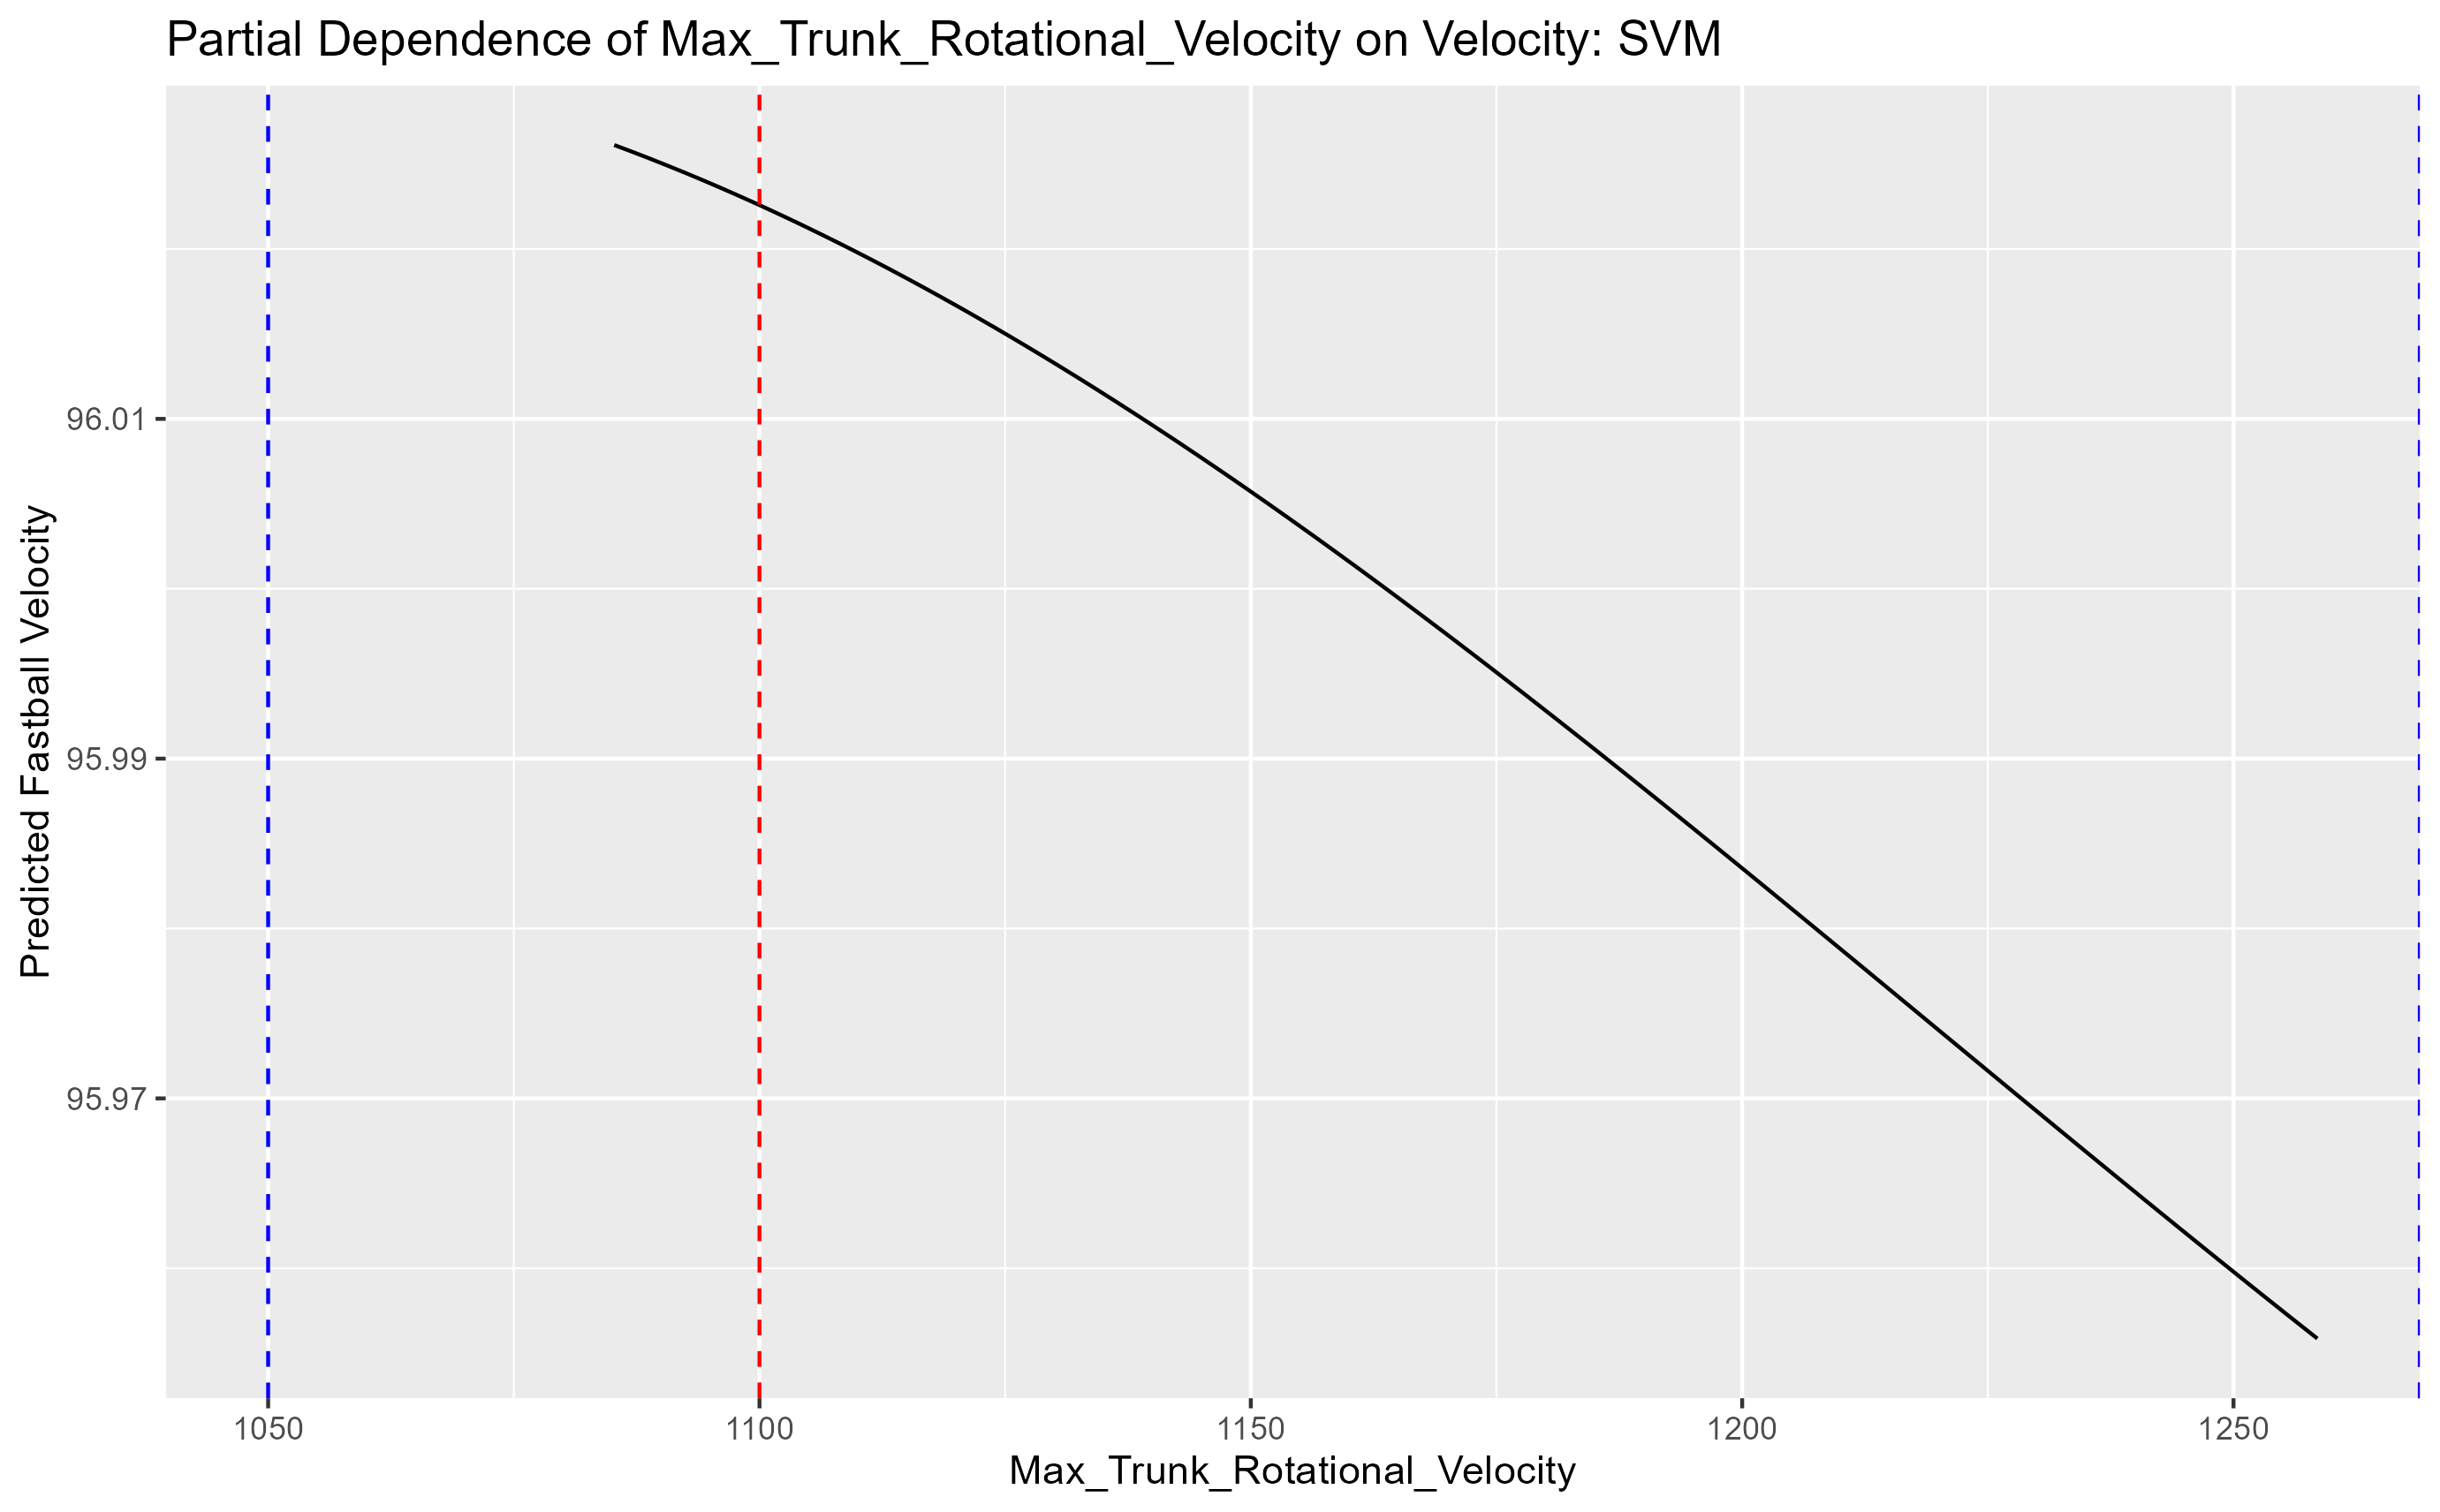 Partial Dependence of Max_Trunk_Rotational_Velocity on Velocity: SVM
Predicted Fastball Velocity
96.01
95.99
95.97
1050
1100
1150
1200
1250
Max_Trunk_Rotational_Velocity